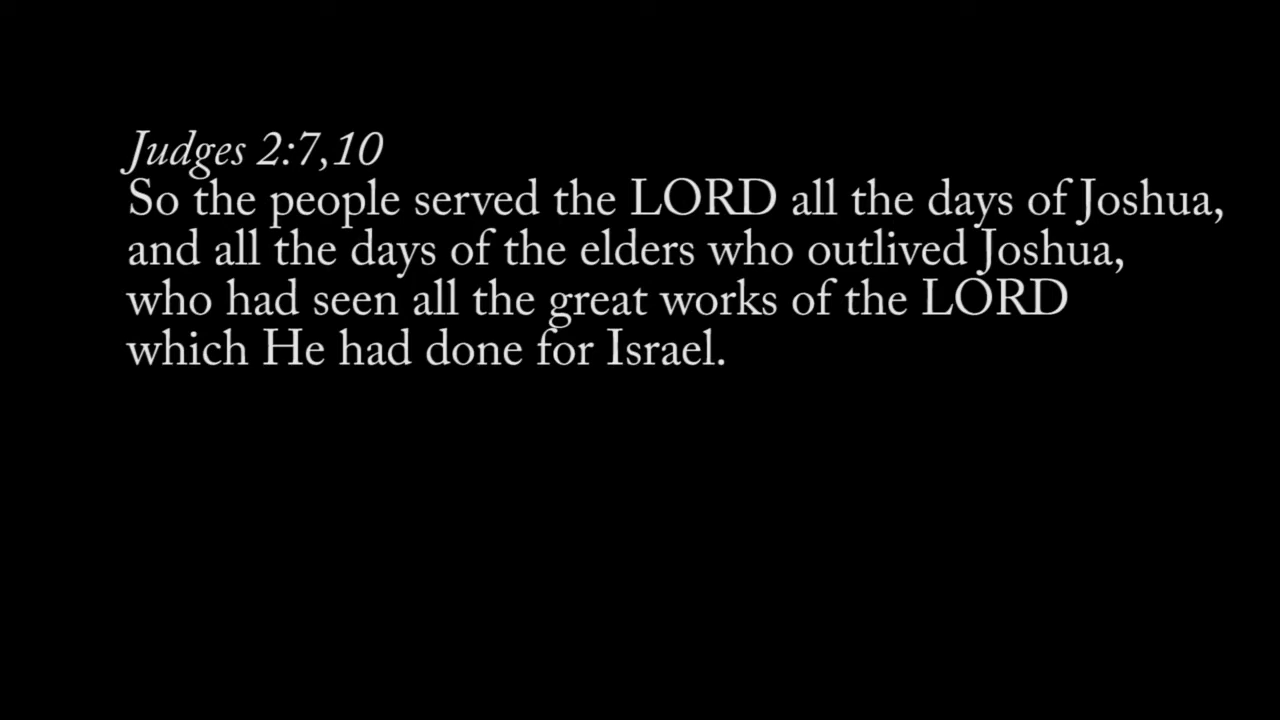 Judges 2:7,10
So the people served the LORD all the days of Joshua,
and all the days of the elders who outlived Joshua,
who had seen all the great works of the LORD
which He had done for Israel.